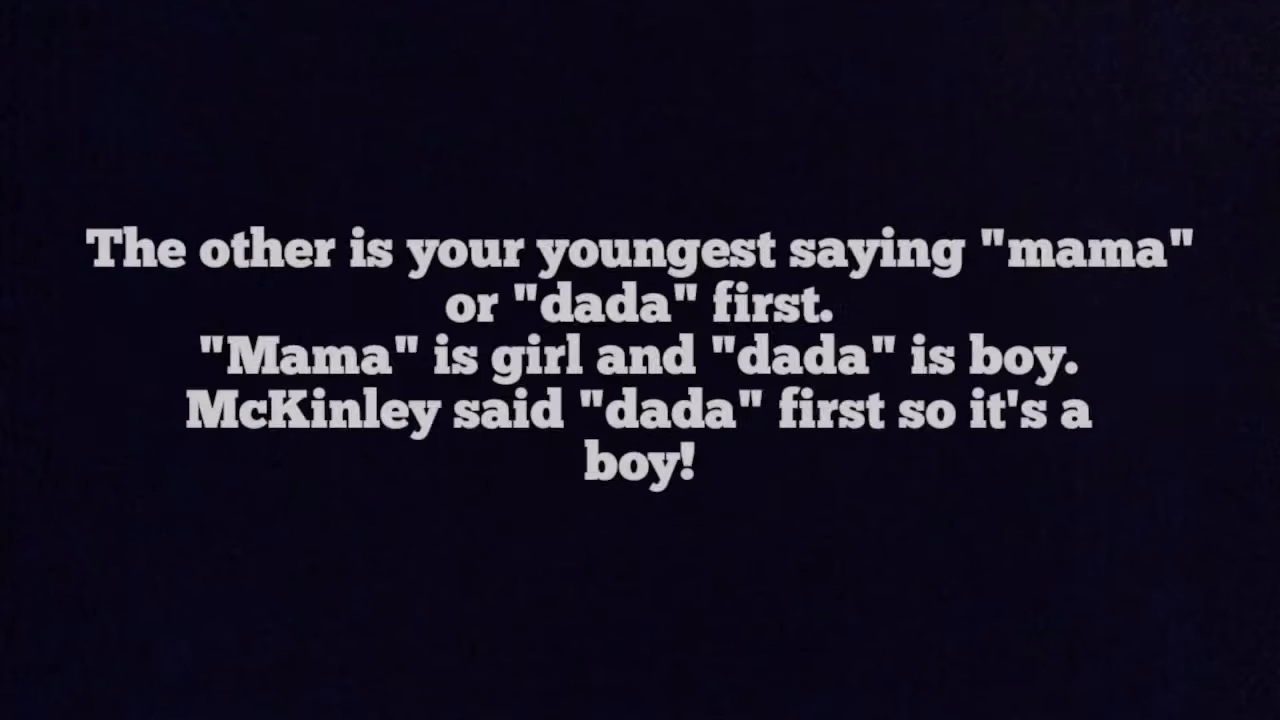 The other is your youngest saying "mama"
or "dada" first.
"Mama" is girl and "dada" is boy.
McKinley said "dada" first so it's a
boy!